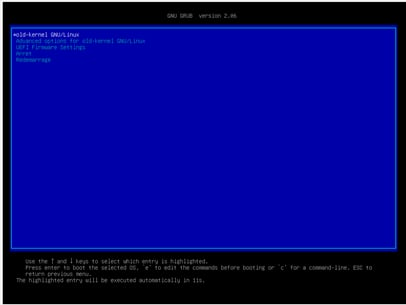 GNU GRUB version 2.06
*old-kernel GNU/Linux
Advanced options for old-kernel GNU/Linux
UEFI Firmware Settings
Arret
Redemarrage
Use the ↑ and ↓ keys to select which entry is highlighted.
Press enter to boot the selected OS, `e' to edit the commands before booting or `c' for a command-line. ESC to
return previous menu.
The highlighted entry will be executed automatically in 11s.